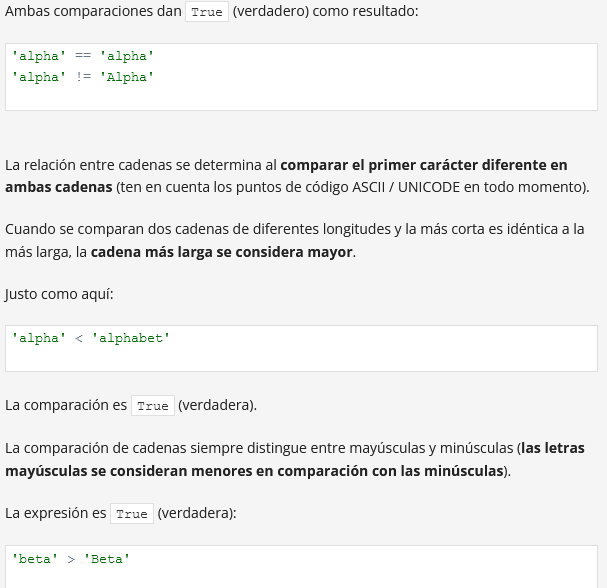 Ambas comparaciones dan True (verdadero) como resultado:
'alpha' == 'alpha'
'alpha' != 'Alpha'
La relación entre cadenas se determina al comparar el primer carácter diferente en
ambas cadenas (ten en cuenta los puntos de código ASCII / UNICODE en todo momento).
Cuando se comparan dos cadenas de diferentes longitudes y la más corta es idéntica a la
más larga, la cadena más larga se considera mayor.
Justo como aquí:
'alpha' < 'alphabet'
La comparación es True (verdadera).
La comparación de cadenas siempre distingue entre mayúsculas y minúsculas (las letras
mayúsculas se consideran menores en comparación con las minúsculas).
La expresión es True (verdadera):
'beta' > 'Beta'